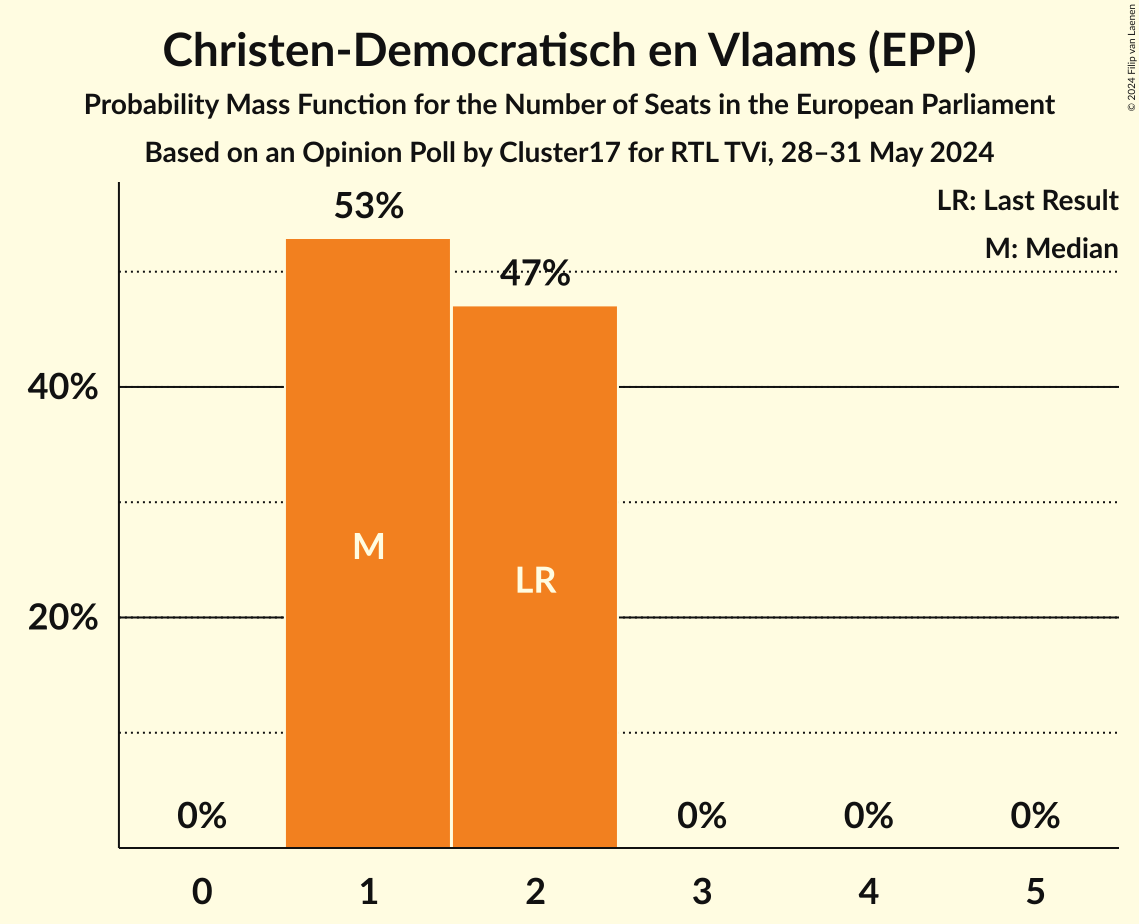 Christen-Democratisch en Vlaams (EPP)
Probability Mass Function for the Number of Seats in the European Parliament
Based on an Opinion Poll by Cluster17 for RTL TVi, 28–31 May 2024
© 2024 Filip van Laenen
LR: Last Result
M: Median
53%
47%
40%
20%
M
LR
0%
0%
0%
0%
0
1
2
3
4
5